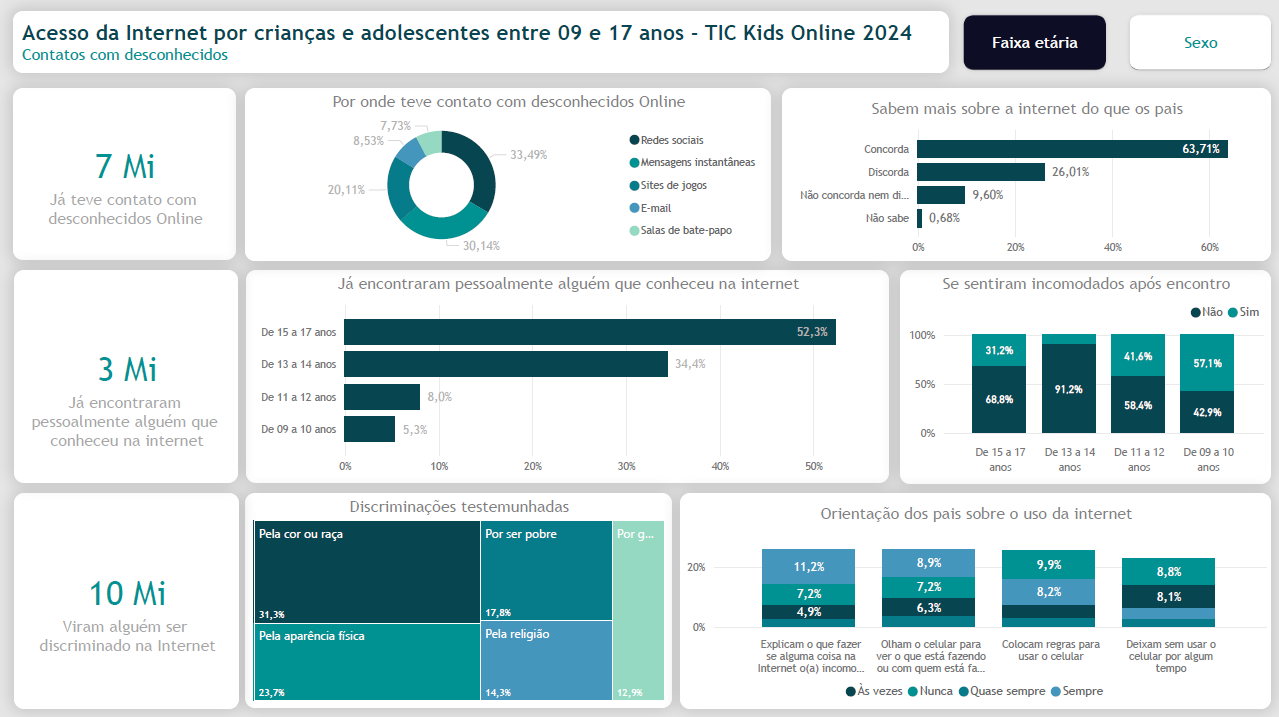 Acesso da Internet por crianças e adolescentes entre 09 e 17 anos - TIC Kids Online 2024
Contatos com desconhecidos
Faixa etária
Sexo
7 Mi
Já teve contato com
desconhecidos Online
Por onde teve contato com desconhecidos Online
7,73%
8,53%
33,49%
20,11%
30,14%
Redes sociais
Mensagens instantâneas
Sites de jogos
E-mail
Salas de bate-papo
Sabem mais sobre a internet do que os pais
Concorda
63,71%
Discorda
26,01%
Não concorda nem di...
9,60%
Não sabe
0,68%
0%
20%
40%
60%
3 Mi
Já encontraram
pessoalmente alguém que
conheceu na internet
Já encontraram pessoalmente alguém que conheceu na internet
De 15 a 17 anos
52,3%
De 13 a 14 anos
34,4%
De 11 a 12 anos
8,0%
De 09 a 10 anos
5,3%
0%
10%
20%
30%
40%
50%
Se sentiram incomodados após encontro
Não
Sim
100%
50%
0%
31,2%
68,8%
91,2%
41,6%
58,4%
57,1%
42,9%
De 15 a 17
anos
De 13 a 14
anos
De 11 a 12
anos
De 09 a 10
anos
10 Mi
Viram alguém ser
discriminado na Internet
Discriminações testemunhadas
Pela cor ou raça
31,3%
Pela aparência física
23,7%
Por ser pobre
17,8%
Pela religião
14,3%
Por g...
12,9%
Orientação dos pais sobre o uso da internet
20%
0%
11,2%
7,2%
4,9%
8,9%
7,2%
6,3%
9,9%
8,2%
8,8%
8,1%
Explicam o que fazer
se alguma coisa na
Internet o(a) incomo...
Olham o celular para
ver o que está fazendo
ou com quem está fa...
Colocam regras para
usar o celular
Deixam sem usar o
celular por algum
tempo
Às vezes
Nunca
Quase sempre
Sempre